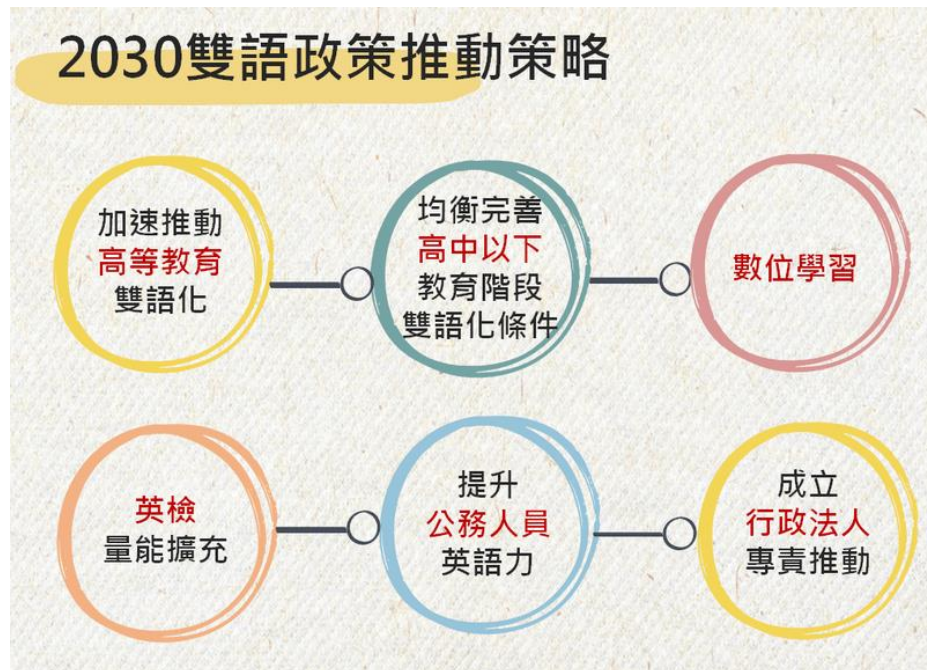 2030雙語政策推動策略
加速推動
高等教育
雙語化
均衡完善
高中以下
教育階段
雙語化條件
數位學習
英檢
量能擴充
提升
公務人員
英語力
成立
行政法人
專責推動